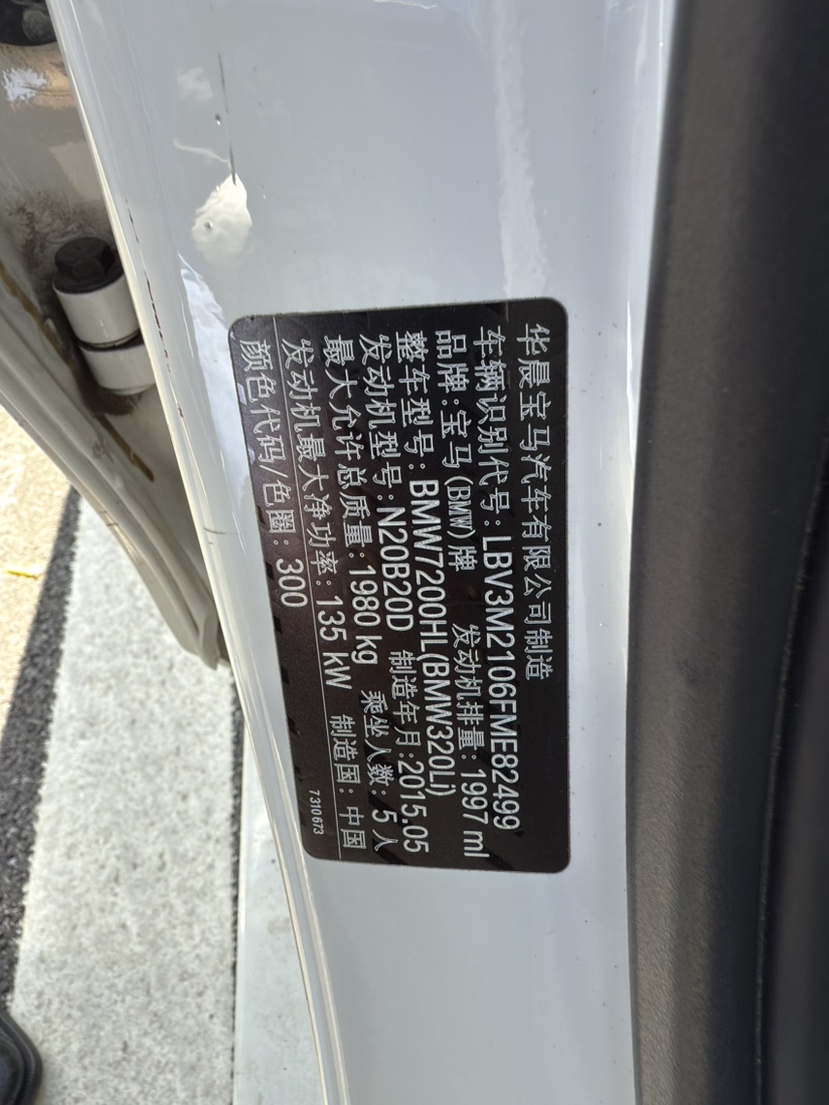 华晨宝马汽车有限公司制造
车辆识别代号:LBV3M2106FME82499
品牌:宝马(BMW)牌 发动机排量:1997 ml
整车型号:BMW7200HL(BMW320Li)
发动机型号:N20B20D 制造年月:2015.05
最大允许总质量:1980 kg 乘坐人数:5 人
发动机最大净功率:135 kW 制造国:中国
颜色代码/色圈:300
7310673